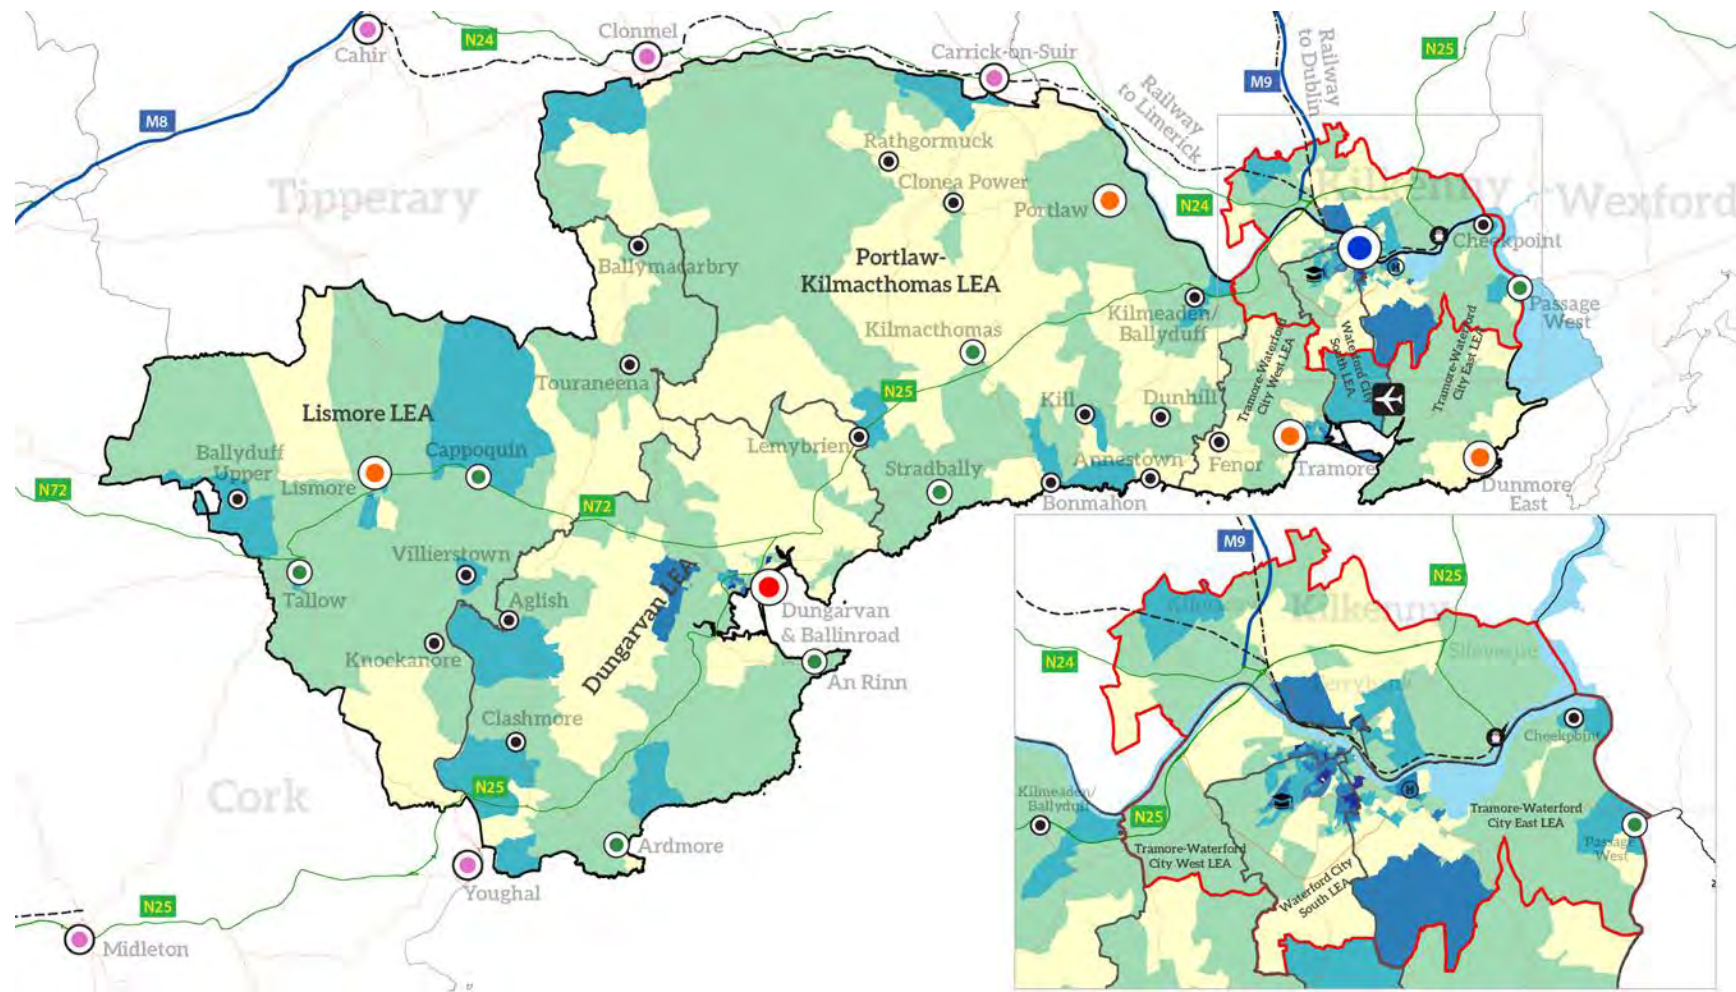 Cahir
N24
Clonmel
Carrick-on-Suir
N25
M9
Railway
to Dublin
Railway
to Limerick
M8
Tipperary
Kilkenny
Wexford
Rathgormuck
Clonea Power
Portlaw
N24
Cheekpoint
Ballymacarbry
Portlaw-
Kilmacthomas LEA
Kilmeaden/
Ballyduff
Passage
West
Kilmacthomas
Touraneena
N25
Tramore-Waterford
City West LEA
Waterford City
South LEA
Tramore-Waterford
City East LEA
Lismore LEA
Kill
Dunhill
Lemybrien
Ballyduff
Upper
Cappoquin
Lismore
Stradbally
Annestown
Fenor
Tramore
Dunmore
East
Bonmahon
N72
N72
Villierstown
Tallow
Aglish
Dungarvan LEA
Dungarvan
& Ballinroad
Knockanore
An Rinn
Clashmore
N25
Cork
Ardmore
Youghal
N25
Midleton
M9
N25
Kilkenny
N24
Slieverue
Ferrybank
Cheekpoint
Kilmeaden/
Ballyduff
N25
H
Tramore-Waterford
City East LEA
Tramore-Waterford
City West LEA
Passage
West
Waterford City
South LEA
H